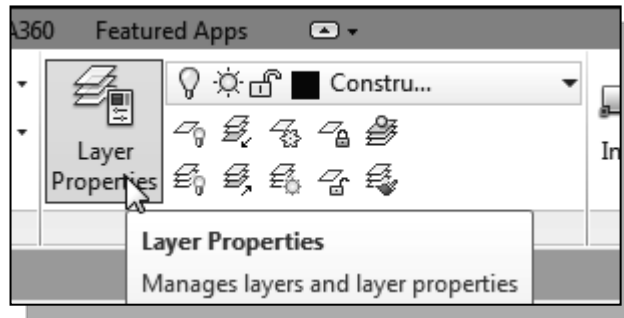 A360 Featured Apps
Constru...
Layer
Properties
In
Layer Properties
Manages layers and layer properties